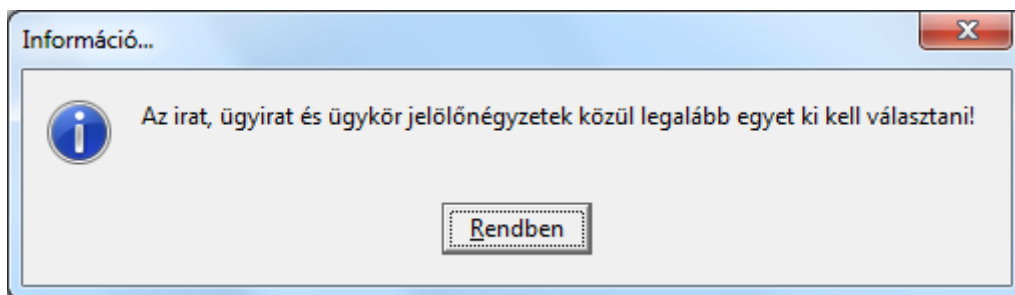 Információ...
Az irat, ügyirat és ügykör jelölőnégyzetek közül legalább egyet ki kell választani!
Rendben